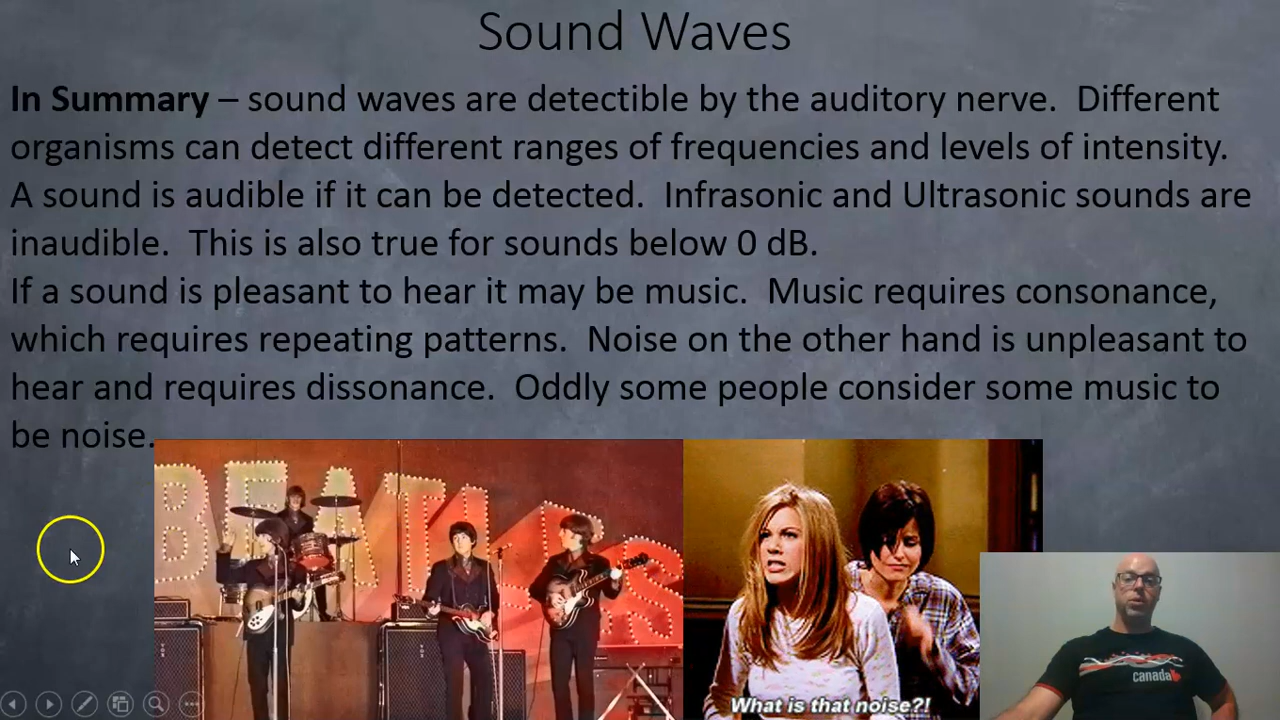 Sound Waves
In Summary – sound waves are detectible by the auditory nerve. Different
organisms can detect different ranges of frequencies and levels of intensity.
A sound is audible if it can be detected. Infrasonic and Ultrasonic sounds are
inaudible. This is also true for sounds below 0 dB.
If a sound is pleasant to hear it may be music. Music requires consonance,
which requires repeating patterns. Noise on the other hand is unpleasant to
hear and requires dissonance. Oddly some people consider some music to
be noise.
BEATLES
VOX
VOX
What is that noise?!
canada